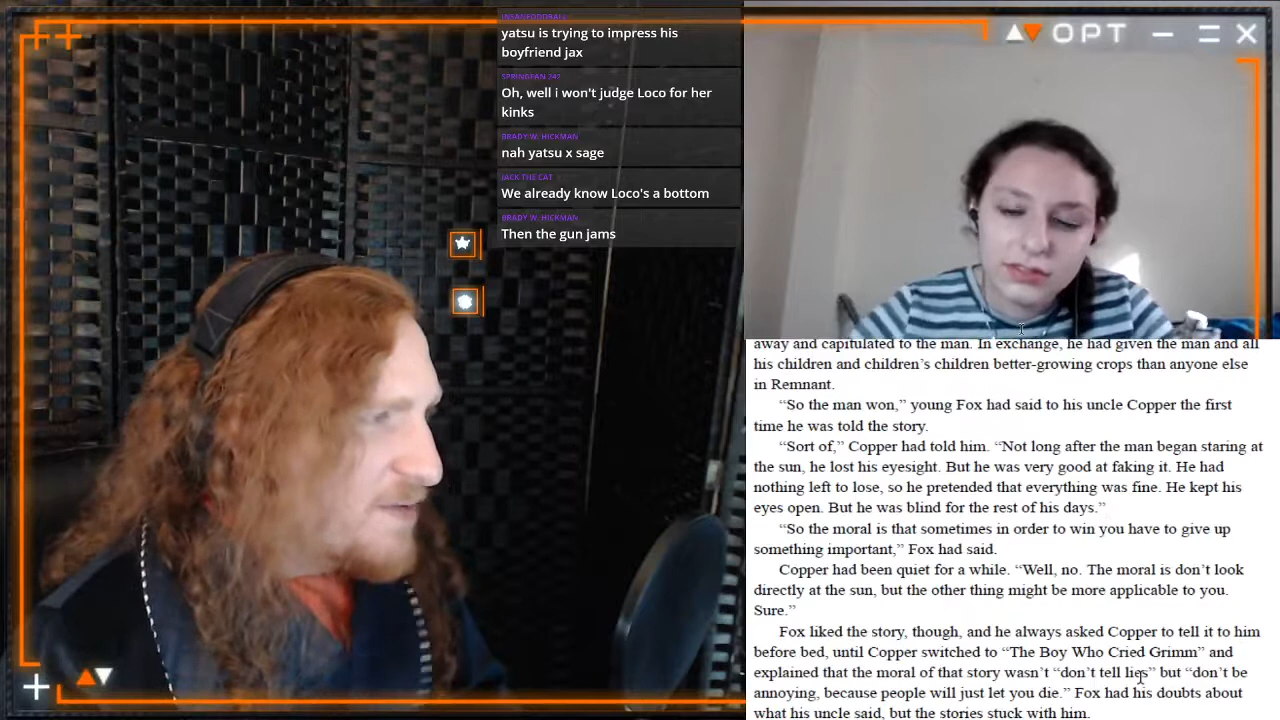 INSANEODDBALL
yatsu is trying to impress his
boyfriend jax
SPRINGFAN 247
Oh, well i won't judge Loco for her
kinks
BRADY W. HICKMAN
nah yatsu x sage
JACK THE CAT
We already know Loco's a bottom
BRADY W. HICKMAN
Then the gun jams
OPT
away and capitulated to the man. In exchange, he had given the man and all
his children and children’s children better-growing crops than anyone else
in Remnant.
“So the man won,” young Fox had said to his uncle Copper the first
time he was told the story.
“Sort of,” Copper had told him. “Not long after the man began staring at
the sun, he lost his eyesight. But he was very good at faking it. He had
nothing left to lose, so he pretended that everything was fine. He kept his
eyes open. But he was blind for the rest of his days.”
“So the moral is that sometimes in order to win you have to give up
something important,” Fox had said.
Copper had been quiet for a while. “Well, no. The moral is don’t look
directly at the sun, but the other thing might be more applicable to you.
Sure.”
Fox liked the story, though, and he always asked Copper to tell it to him
before bed, until Copper switched to “The Boy Who Cried Grimm” and
explained that the moral of that story wasn’t “don’t tell lies” but “don’t be
annoying, because people will just let you die.” Fox had his doubts about
what his uncle said, but the stories stuck with him.